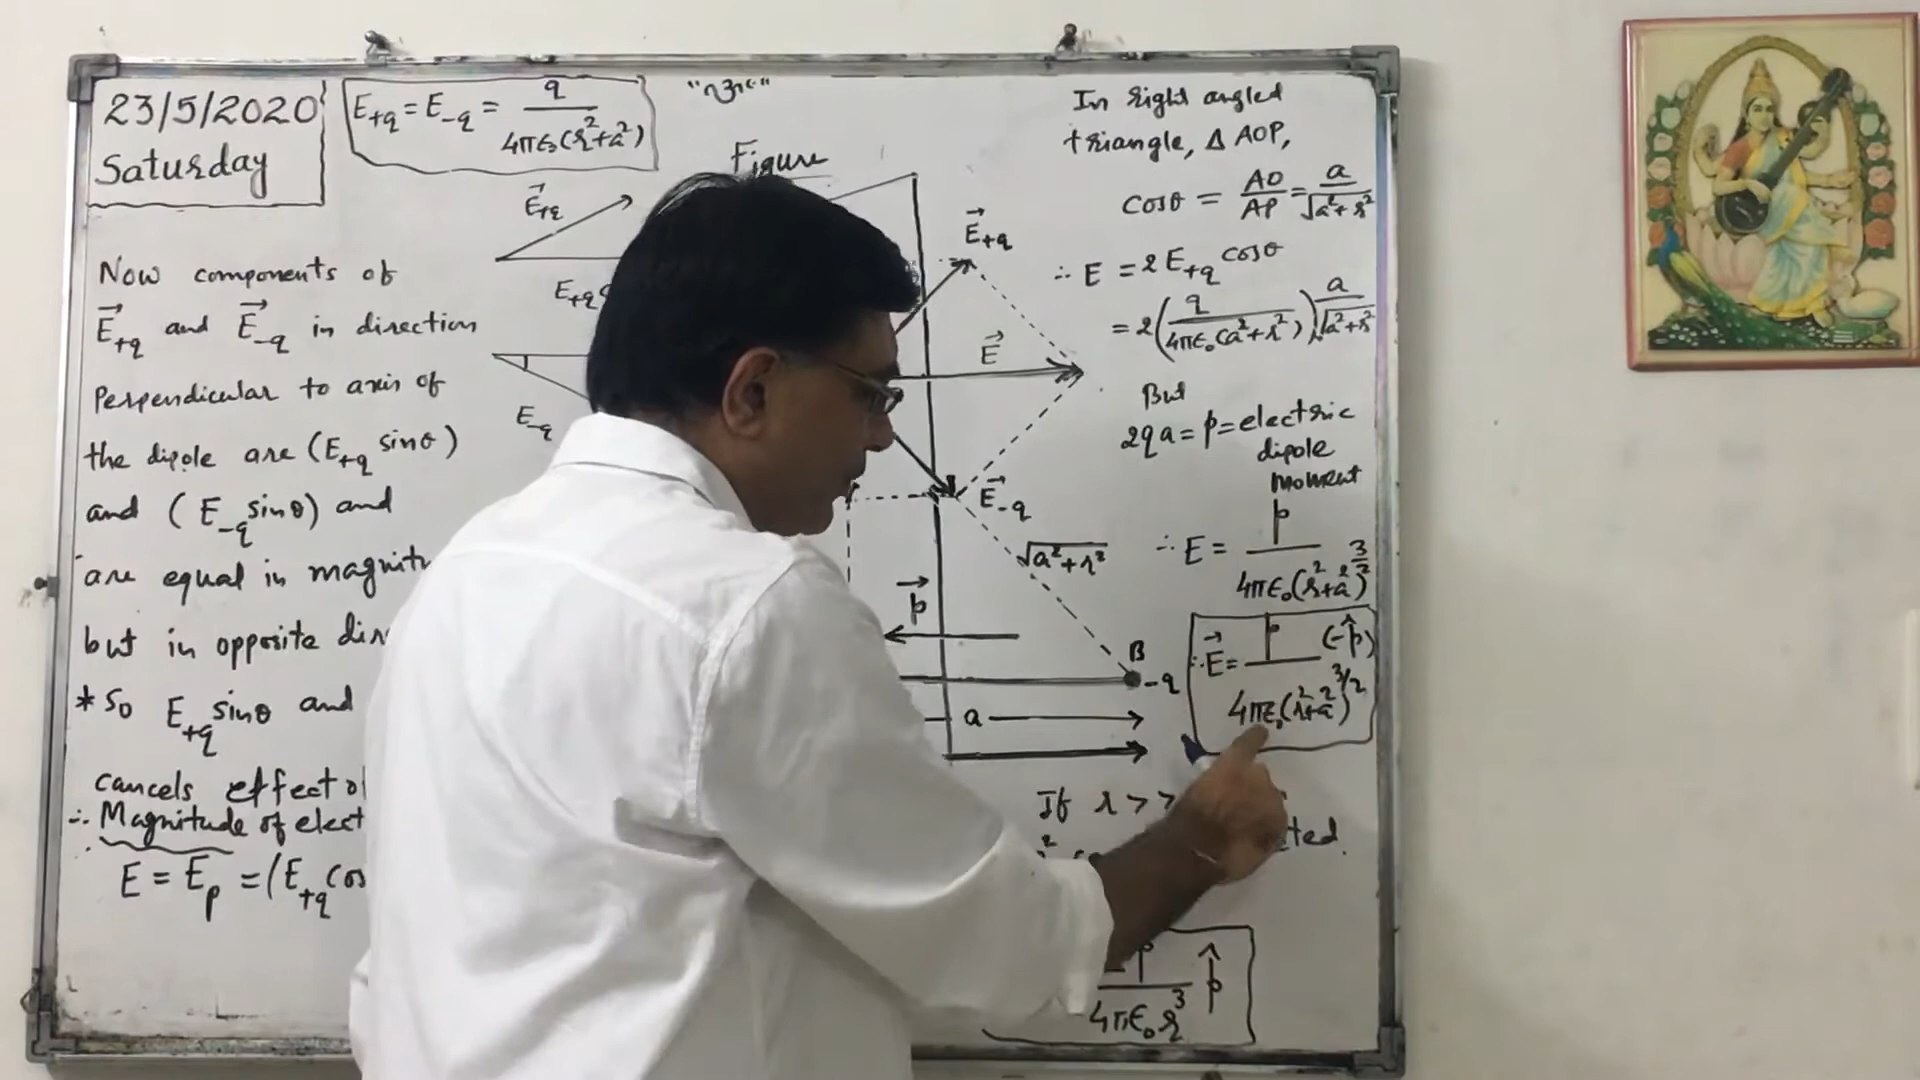 23/5/2020
Saturday
E+q = E-q = q / 4πε₀(r²+a²)
"ॐ"
Figure
Now components of
E⃗+q and E⃗-q in direction
Perpendicular to axis of
the dipole are (E+q sinθ)
and (E-q sinθ) and
are equal in
but in opposite
* So E+q sinθ and
cancels effect
∴ Magnitude of
E = Ep = (E+q cos
E⃗+q
E+q
E-q
E⃗+q
E⃗
E⃗-q
√a²+r²
p⃗
B
-q
a
In right angled
triangle, Δ AOP,
cosθ = AO/AP = a/√a²+r²
∴ E = 2 E+q cosθ
= 2(q / 4πε₀(a²+r²)) a/√a²+r²
But
2qa = p = electric
dipole
moment
∴ E = p / 4πε₀(r²+a²)^3/2
∴ E⃗ = p / 4πε₀(r²+a²)^3/2 (-p̂)
If r >>
-p / 4πε₀r³ p̂